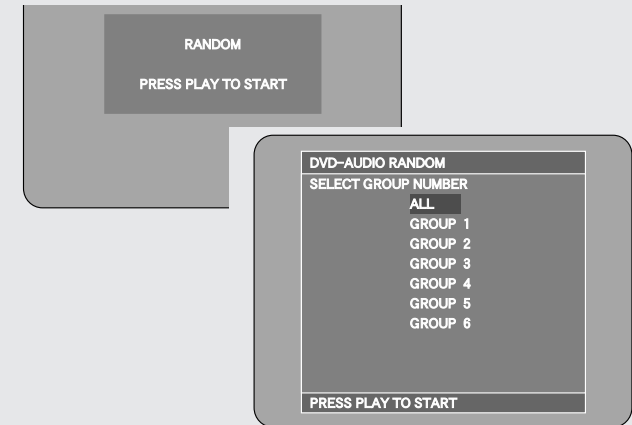 RANDOM
PRESS PLAY TO START
DVD-AUDIO RANDOM
SELECT GROUP NUMBER
ALL
GROUP 1
GROUP 2
GROUP 3
GROUP 4
GROUP 5
GROUP 6
PRESS PLAY TO START